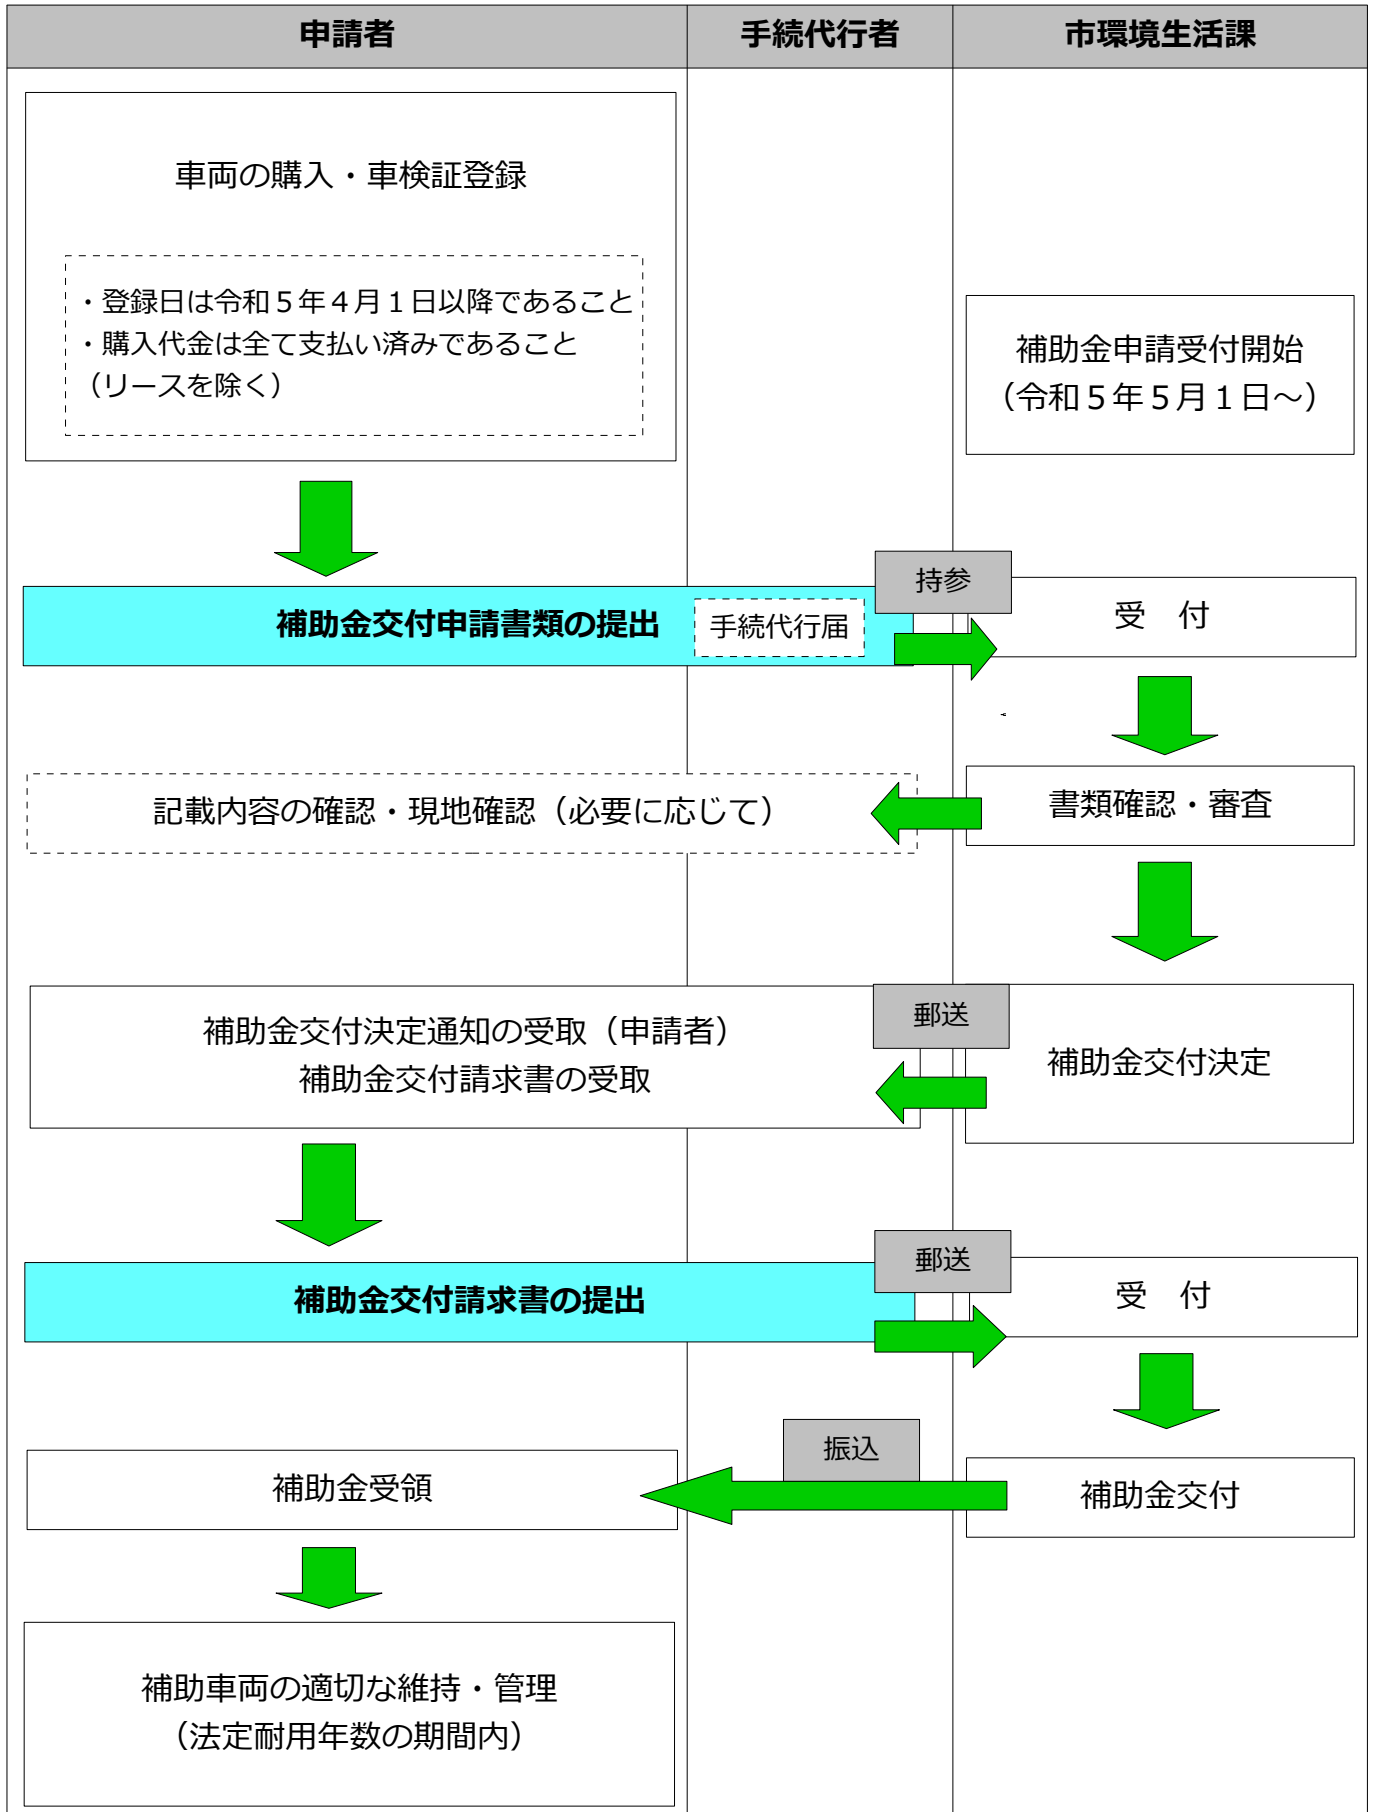 申請者
手続代行者
市環境生活課
車両の購入・車検証登録
・登録日は令和５年４月１日以降であること
・購入代金は全て支払い済みであること
（リースを除く）
補助金申請受付開始
（令和５年５月１日～）
持参
補助金交付申請書類の提出
手続代行届
受　付
記載内容の確認・現地確認（必要に応じて）
書類確認・審査
郵送
補助金交付決定通知の受取（申請者）
補助金交付請求書の受取
補助金交付決定
郵送
補助金交付請求書の提出
受　付
振込
補助金受領
補助金交付
補助車両の適切な維持・管理
（法定耐用年数の期間内）